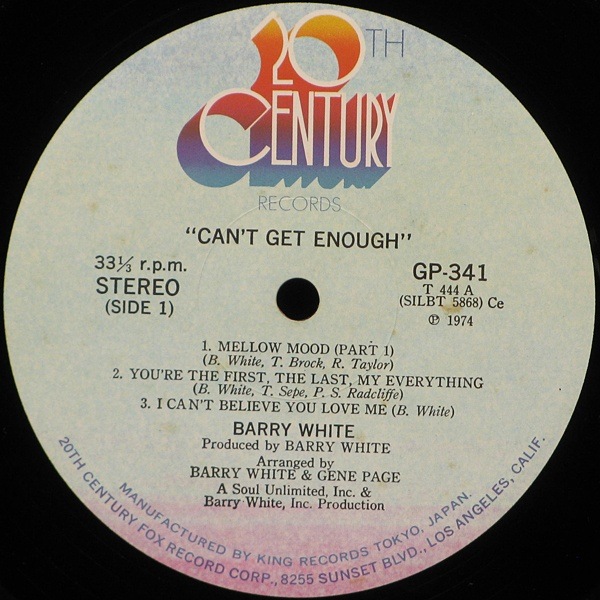 20TH
CENTURY
RECORDS
"CAN'T GET ENOUGH"
33⅓ r.p.m.
STEREO
(SIDE 1)
GP-341
T 444 A
(SILBT 5868) Ce
℗ 1974
1. MELLOW MOOD (PART 1)
(B. White, T. Brock, R. Taylor)
2. YOU'RE THE FIRST, THE LAST, MY EVERYTHING
(B. White, T. Sepe, P. S. Radcliffe)
3. I CAN'T BELIEVE YOU LOVE ME (B. White)
BARRY WHITE
Produced by BARRY WHITE
Arranged by
BARRY WHITE & GENE PAGE
A Soul Unlimited, Inc. &
Barry White, Inc. Production
MANUFACTURED BY KING RECORDS TOKYO, JAPAN.
20TH CENTURY FOX RECORD CORP., 8255 SUNSET BLVD., LOS ANGELES, CALIF.